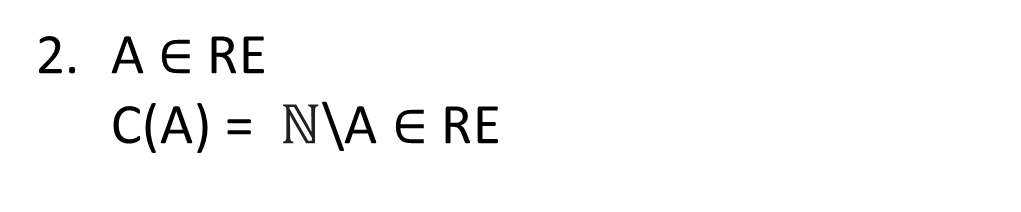 2. A ∈ RE
C(A) = ℕ\A ∈ RE